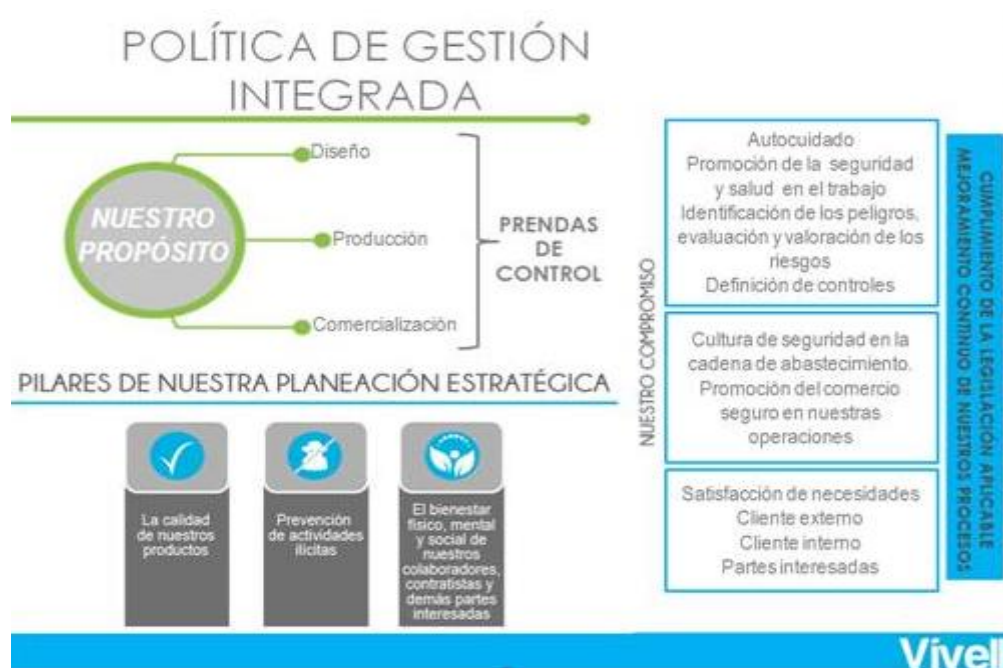 POLÍTICA DE GESTIÓN
INTEGRADA
NUESTRO
PROPÓSITO
Diseño
Producción
Comercialización
PRENDAS
DE
CONTROL
PILARES DE NUESTRA PLANEACIÓN ESTRATÉGICA
La calidad
de nuestros
productos
Prevención
de actividades
ilícitas
El bienestar
físico, mental
y social de
nuestros
colaboradores,
contratistas y
demás partes
interesadas
NUESTRO COMPROMISO
Autocuidado
Promoción de la seguridad
y salud en el trabajo
Identificación de los peligros,
evaluación y valoración de los
riesgos
Definición de controles
Cultura de seguridad en la
cadena de abastecimiento.
Promoción del comercio
seguro en nuestras
operaciones
Satisfacción de necesidades
Cliente externo
Cliente interno
Partes interesadas
CUMPLIMIENTO DE LA LEGISLACIÓN APLICABLE
MEJORAMIENTO CONTINUO DE NUESTROS PROCESOS